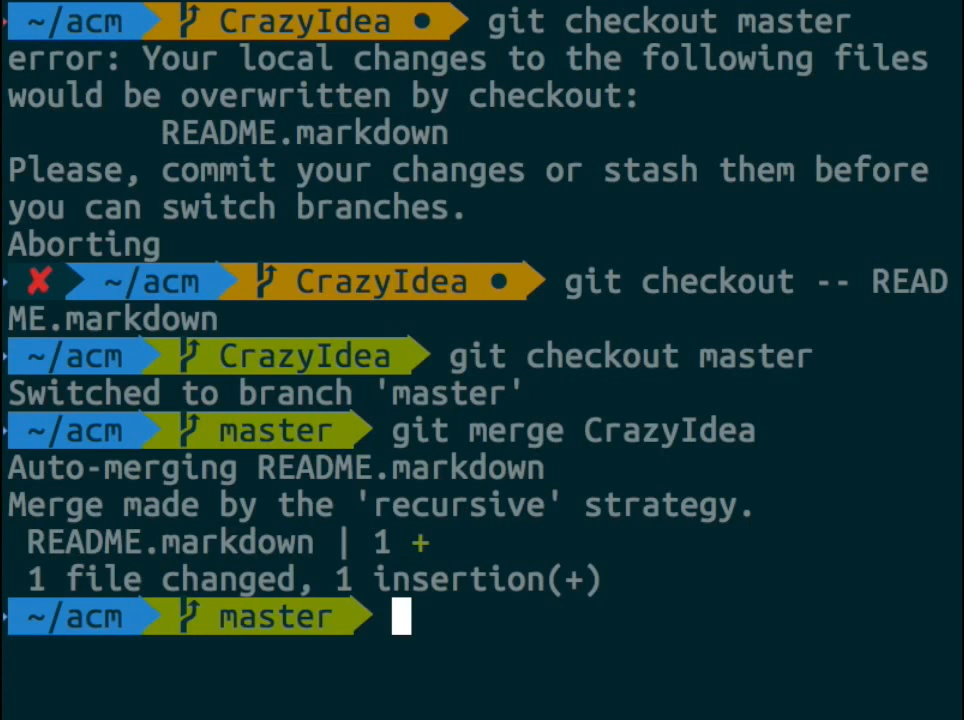 ~/acm CrazyIdea ● git checkout master
error: Your local changes to the following files
would be overwritten by checkout:
README.markdown
Please, commit your changes or stash them before
you can switch branches.
Aborting
✘ ~/acm CrazyIdea ● git checkout -- READ
ME.markdown
~/acm CrazyIdea git checkout master
Switched to branch 'master'
~/acm master git merge CrazyIdea
Auto-merging README.markdown
Merge made by the 'recursive' strategy.
README.markdown | 1 +
1 file changed, 1 insertion(+)
~/acm master